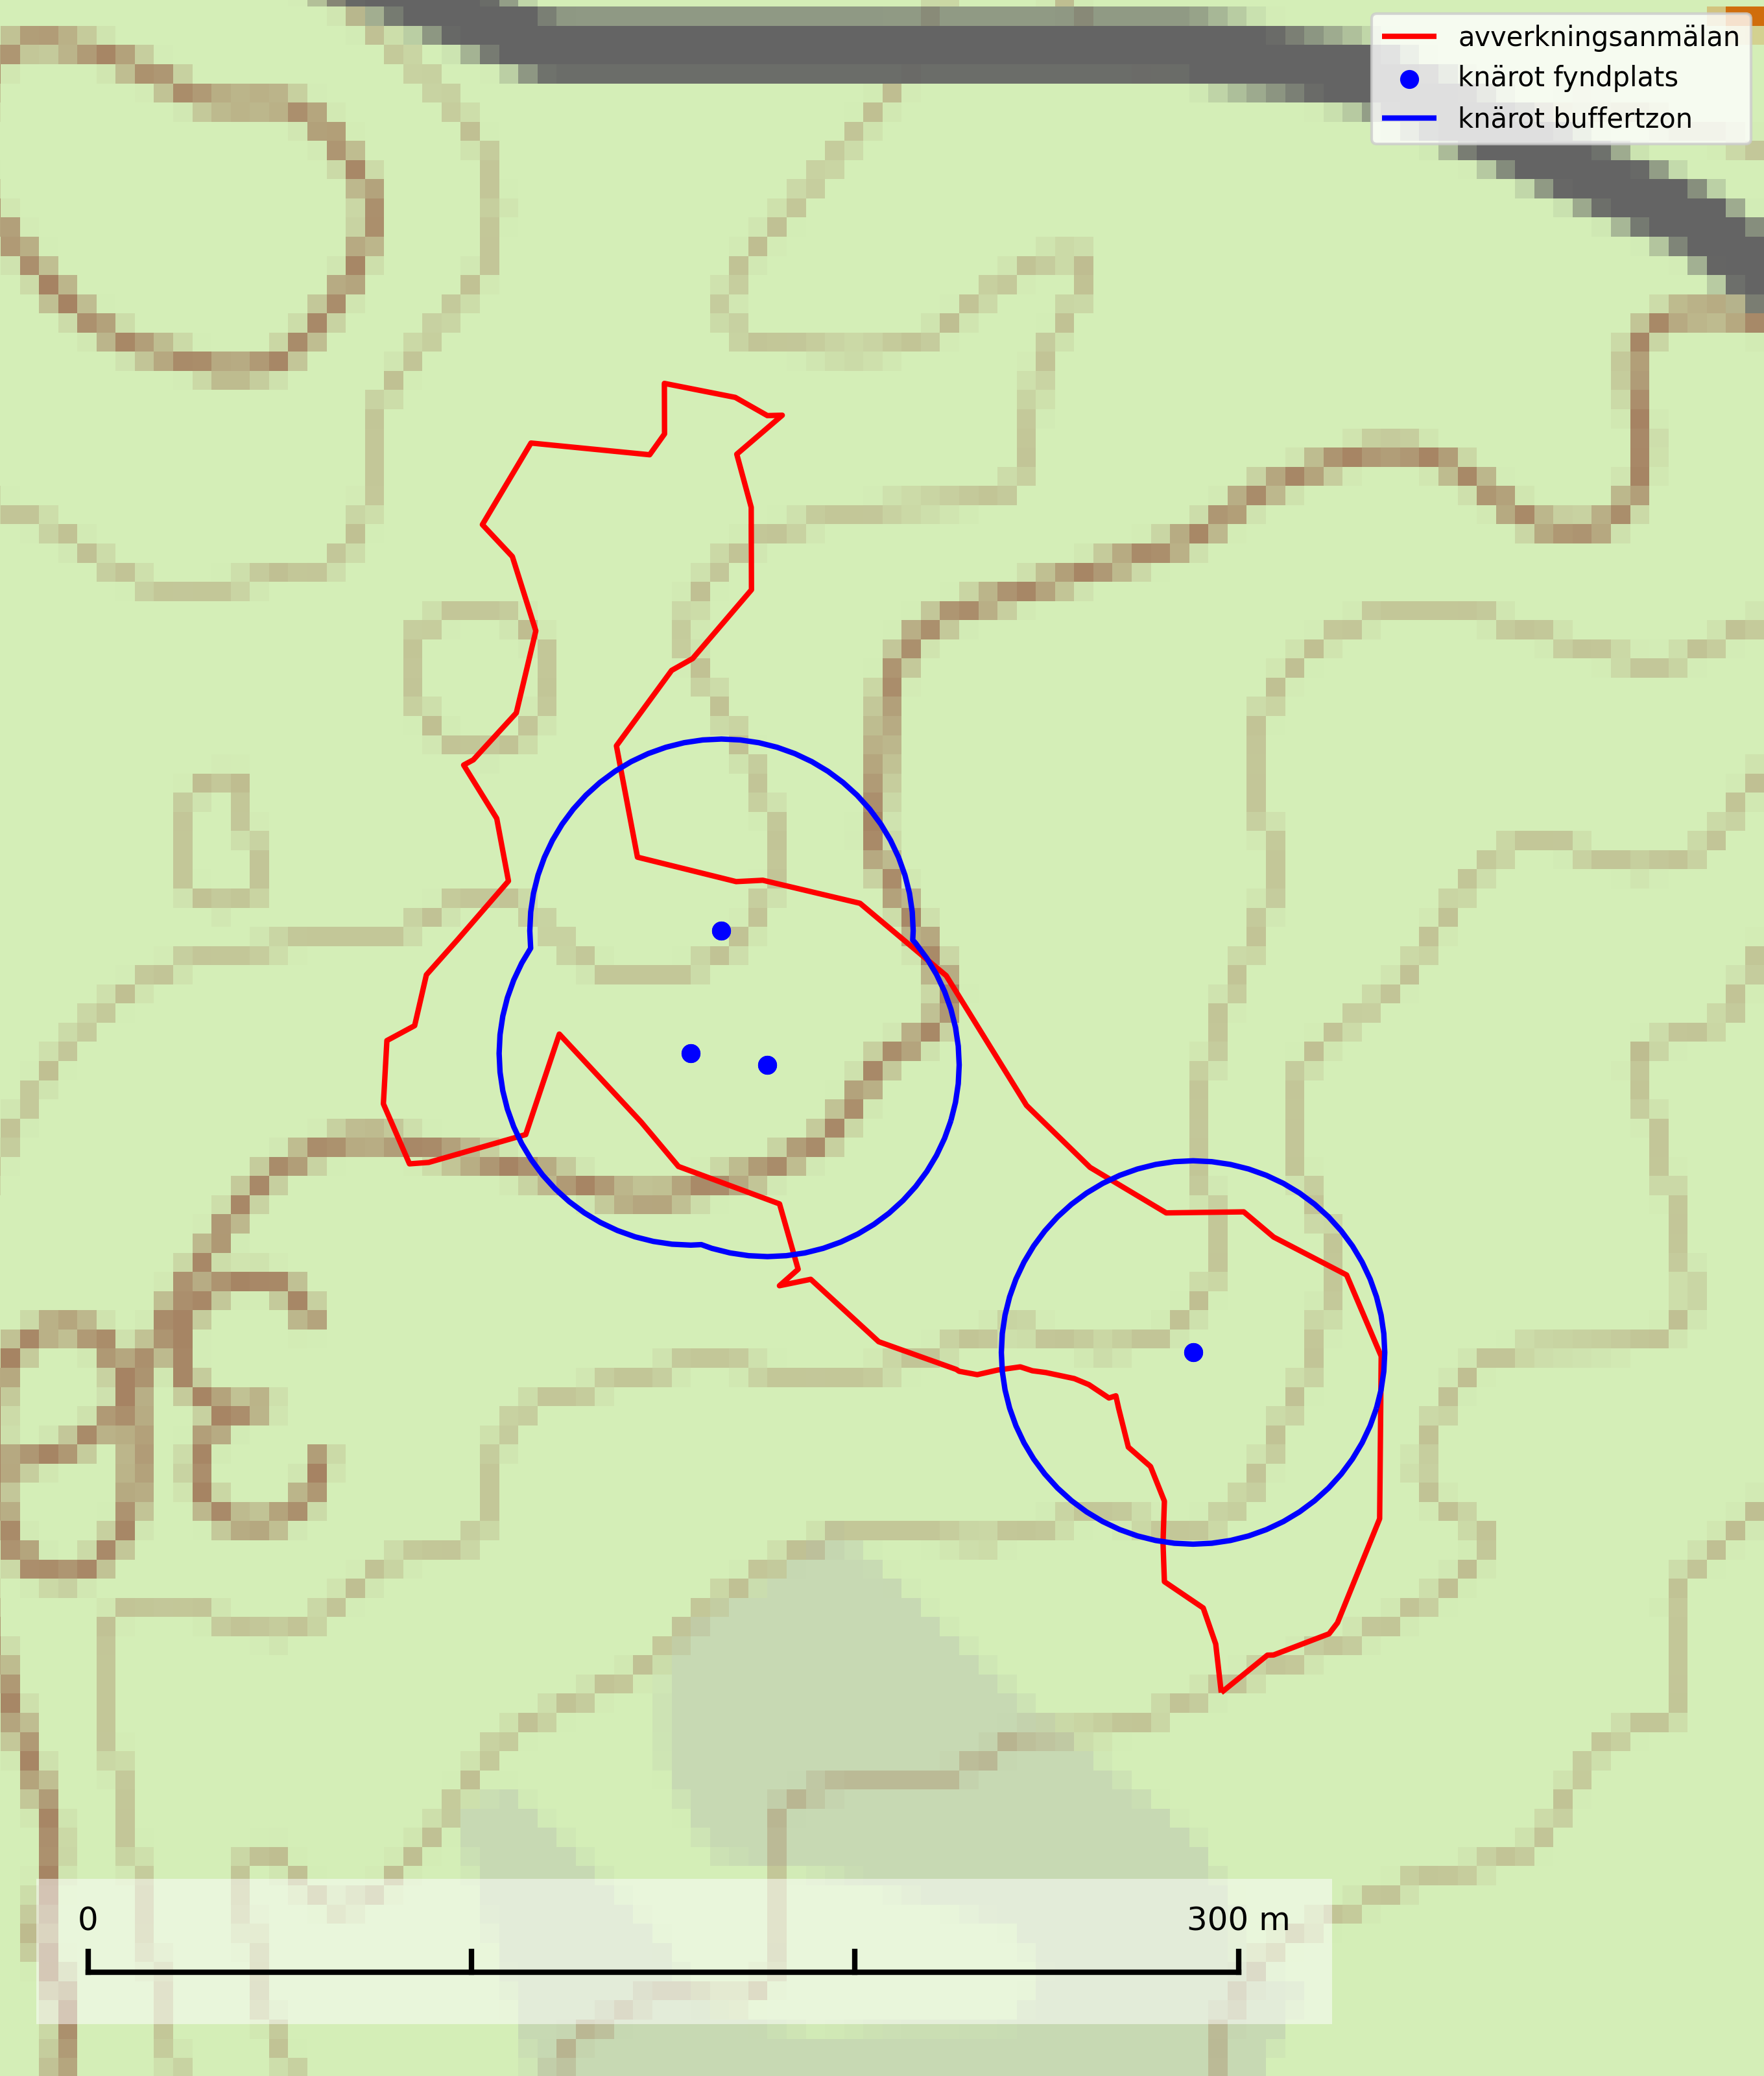 avverkningsanmälan
knärot fyndplats
knärot buffertzon
0 300 m